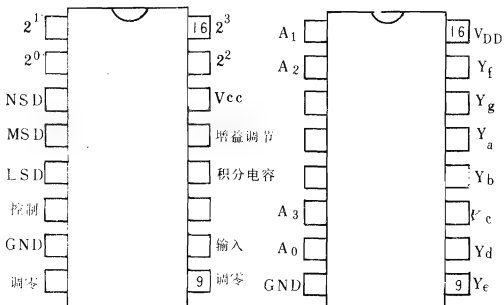 2¹ 16 2³
2⁰ 2²
NSD Vcc
MSD 增益调节
LSD 积分电容
控制
GND 输入
调零 9 调零
A₁ 16 V_DD
A₂ Y_f
Y_g
Y_a
Y_b
A₃ Y_c
A₀ Y_d
GND 9 Y_e